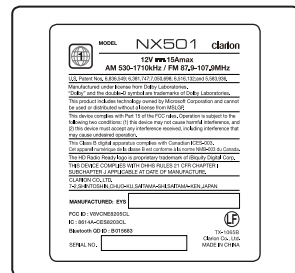 MODEL NX501 clarion
12V ⎓ 15Amax
AM 530-1710kHz / FM 87.9-107.9MHz
U.S. Patent Nos. 6,836,549; 6,381,747;7,050,698; 6,516,132;and 5,583,936.
Manufactured under license from Dolby Laboratories.
"Dolby" and the double-D symbol are trademarks of Dolby Laboratories.
This product includes technology owned by Microsoft Corporation and cannot
be used or distributed without license from MSLGP.
This device complies with Part 15 of the FCC rules. Operation is subject to the
following two conditions: (1) this device may not cause harmful interference, and
(2) this device must accept any interference received, including interference that
may cause undesired operation.
This Class B digital apparatus complies with Canadian ICES-003.
Cet appareil numérique de la classe B est conforme à la norme NMB-003 du Canada.
The HD Radio Ready logo is proprietary trademark of iBiquity Digital Corp.
THIS DEVICE COMPLIES WITH DHHS RULES 21 CFR CHAPTER I
SUBCHAPTER J APPLICABLE AT DATE OF MANUFACTURE.
CLARION CO., LTD.
7-2,SHINTOSHIN,CHUO-KU,SAITAMA-SHI,SAITAMA-KEN,JAPAN
MANUFACTURED: EYS
FCC ID : V8VCNE8205CL
IC : 8614A-CES8203CL
Bluetooth QD ID : B015683
SERIAL NO.
LF
TX-1065B
Clarion Co., Ltd.
MADE IN CHINA